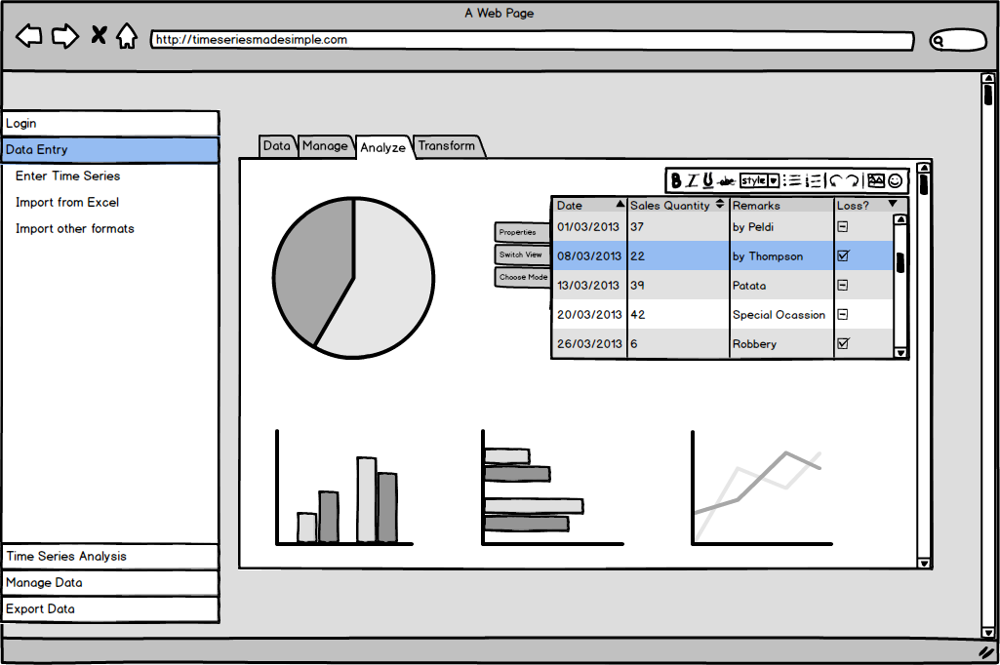 A Web Page
http://timeseriesmadesimple.com
Login
Data Entry
Enter Time Series
Import from Excel
Import other formats
Time Series Analysis
Manage Data
Export Data
Data Manage Analyze Transform
B I U abc style
Properties
Switch View
Choose Mode
Date Sales Quantity Remarks Loss?
01/03/2013 37 by Peldi
08/03/2013 22 by Thompson
13/03/2013 39 Patata
20/03/2013 42 Special Ocassion
26/03/2013 6 Robbery